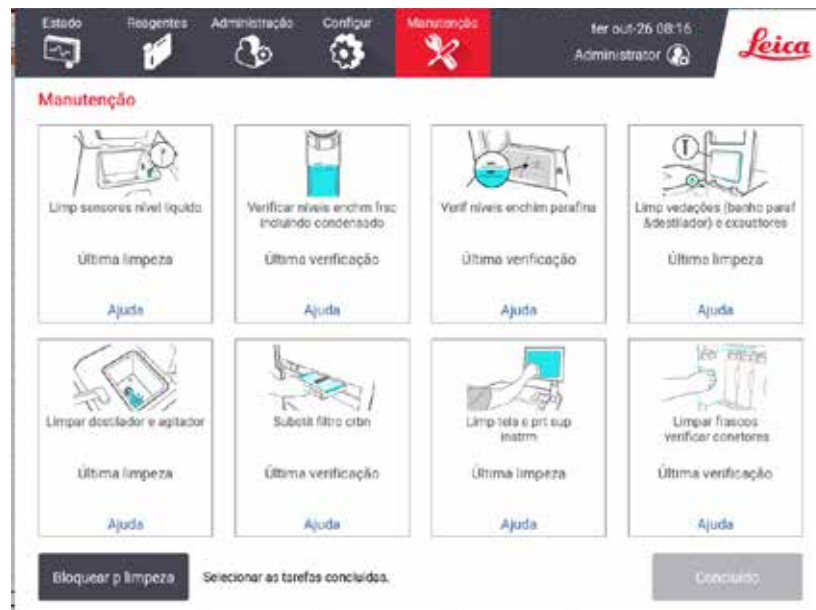 Estado Reagentes Administração Configur Manutenção ter out-26 08:16
Administrator
Leica
Manutenção
Limp sensores nível líquido
Última limpeza
Ajuda
Verificar níveis enchim frsc
incluindo condensado
Última verificação
Ajuda
Verif níveis enchim parafina
Última verificação
Ajuda
Limp vedações (banho paraf
&destilador) e exaustores
Última limpeza
Ajuda
Limpar destilador e agitador
Última limpeza
Ajuda
Substit filtro crbn
Última verificação
Ajuda
Limp tela e prt sup
instrm
Última limpeza
Ajuda
Limpar frascos
verificar conetores
Última verificação
Ajuda
Bloquear p limpeza Selecionar as tarefas concluídas. Concluído